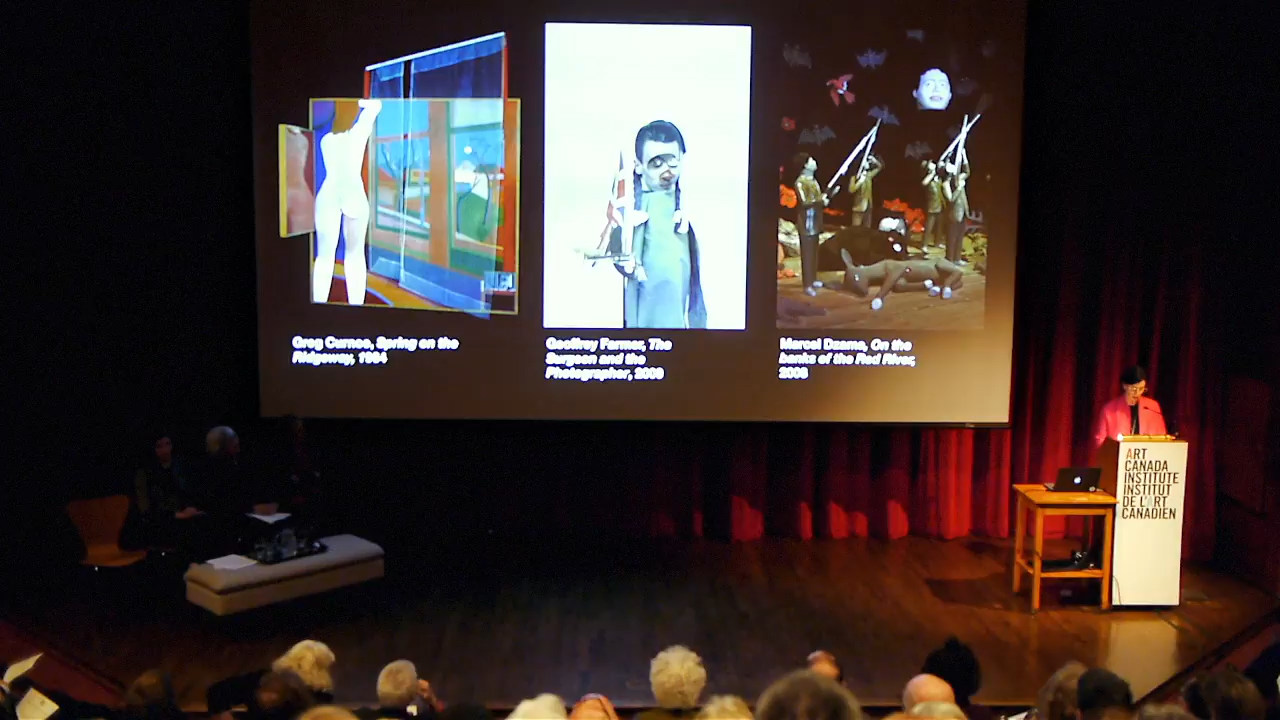 Greg Curnoe, Spring on the
Ridgeway, 1964
Geoffrey Farmer, The
Surgeon and the
Photographer, 2009
Marcel Dzama, On the
banks of the Red River,
2008
ART
CANADA
INSTITUTE
INSTITUT
DE L'ART
CANADIEN